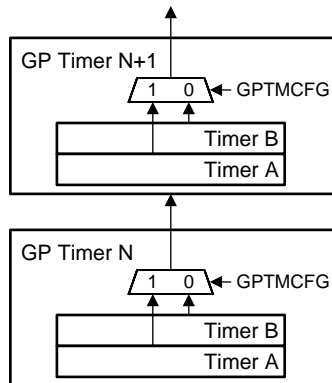 GP Timer N+1
1 0
GPTMCFG
Timer B
Timer A
GP Timer N
1 0
GPTMCFG
Timer B
Timer A